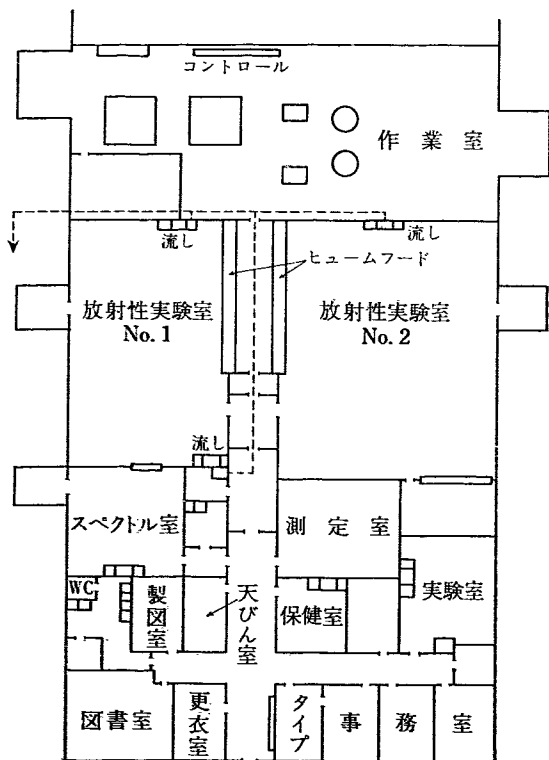 コントロール
作業室
流し
流し
ヒュームフード
放射性実験室
No. 1
放射性実験室
No. 2
流し
スペクトル室
測定室
WC
製図室
天びん室
保健室
実験室
図書室
更衣室
タイプ
事務室